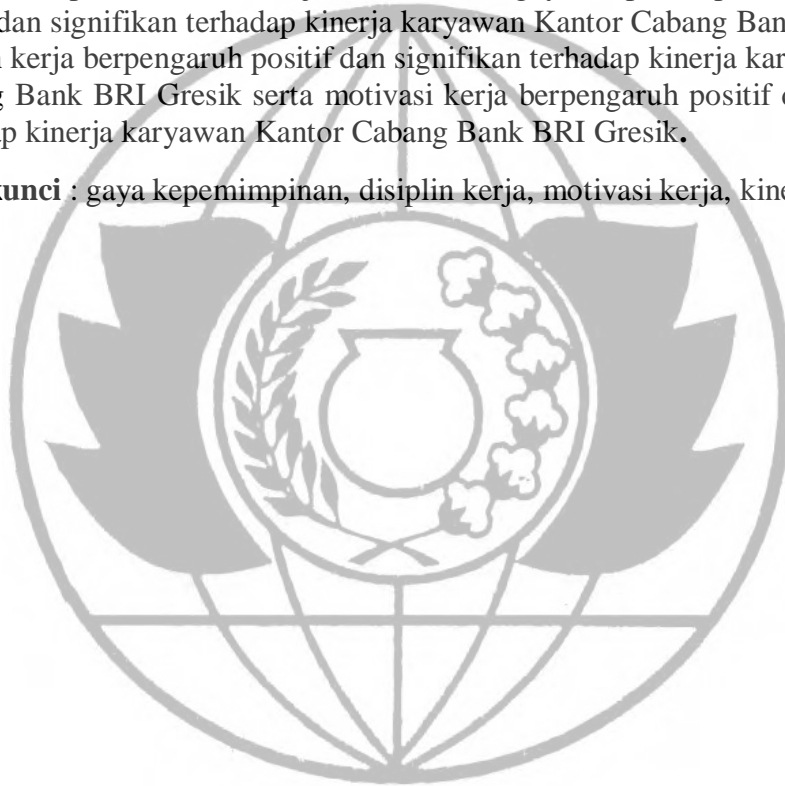 dan signifikan terhadap kinerja karyawan Kantor Cabang Ban
kerja berpengaruh positif dan signifikan terhadap kinerja kar
Bank BRI Gresik serta motivasi kerja berpengaruh positif
ap kinerja karyawan Kantor Cabang Bank BRI Gresik.
kunci : gaya kepemimpinan, disiplin kerja, motivasi kerja, kine